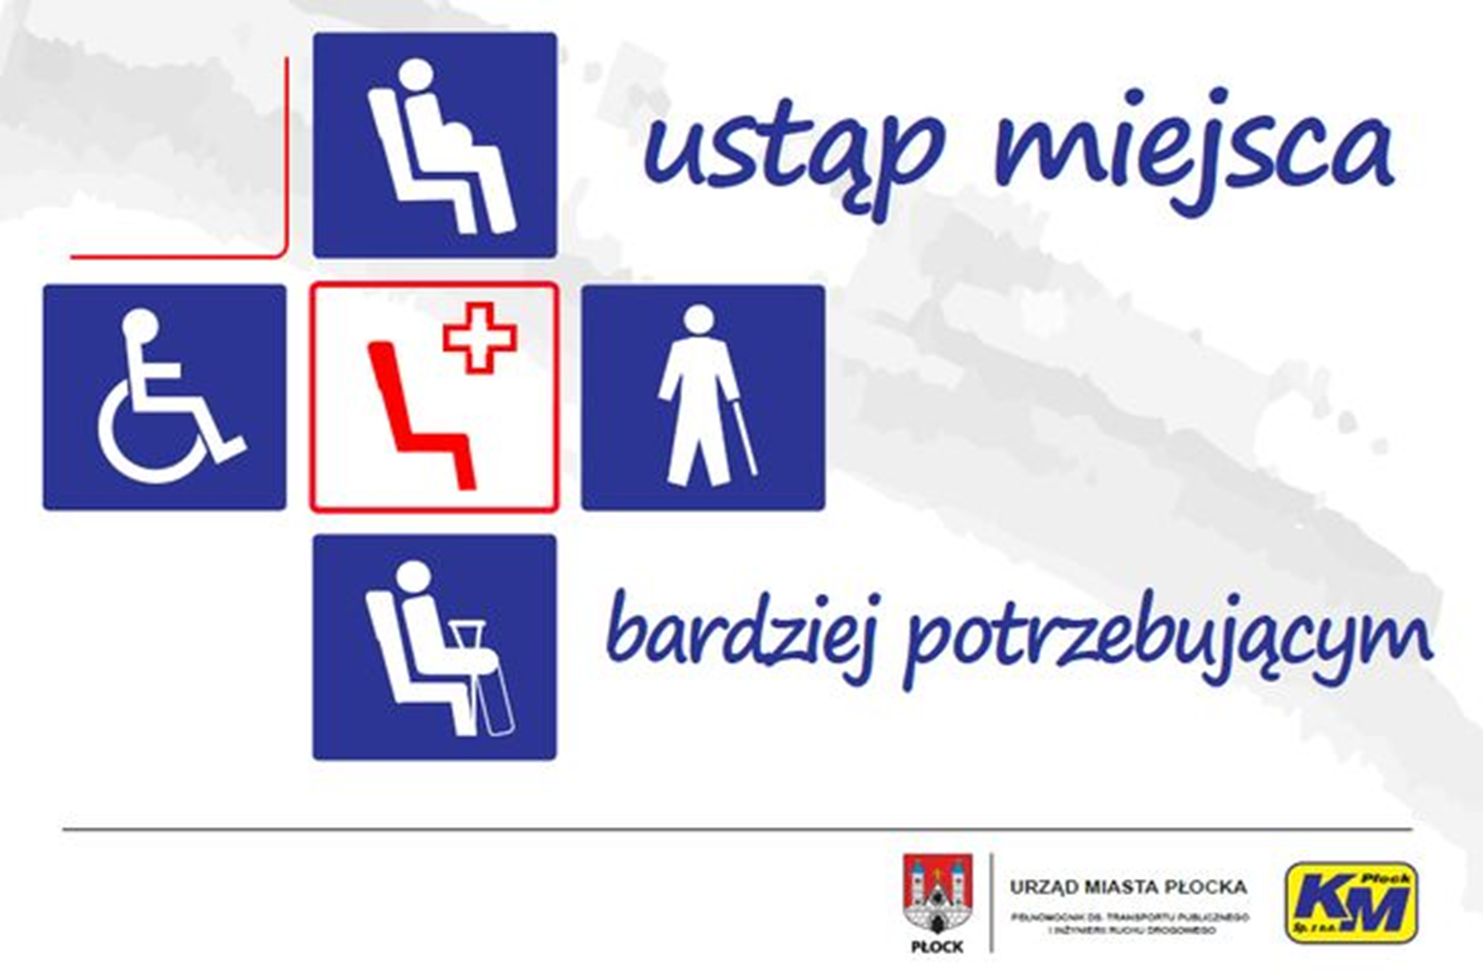 ustąp miejsca
bardziej potrzebującym
URZĄD MIASTA PŁOCKA
PEŁNOMOCNIK DS. TRANSPORTU PUBLICZNEGO
I INŻYNIERII RUCHU DROGOWEGO
PŁOCK
Płock
KM
Sp. z o.o.